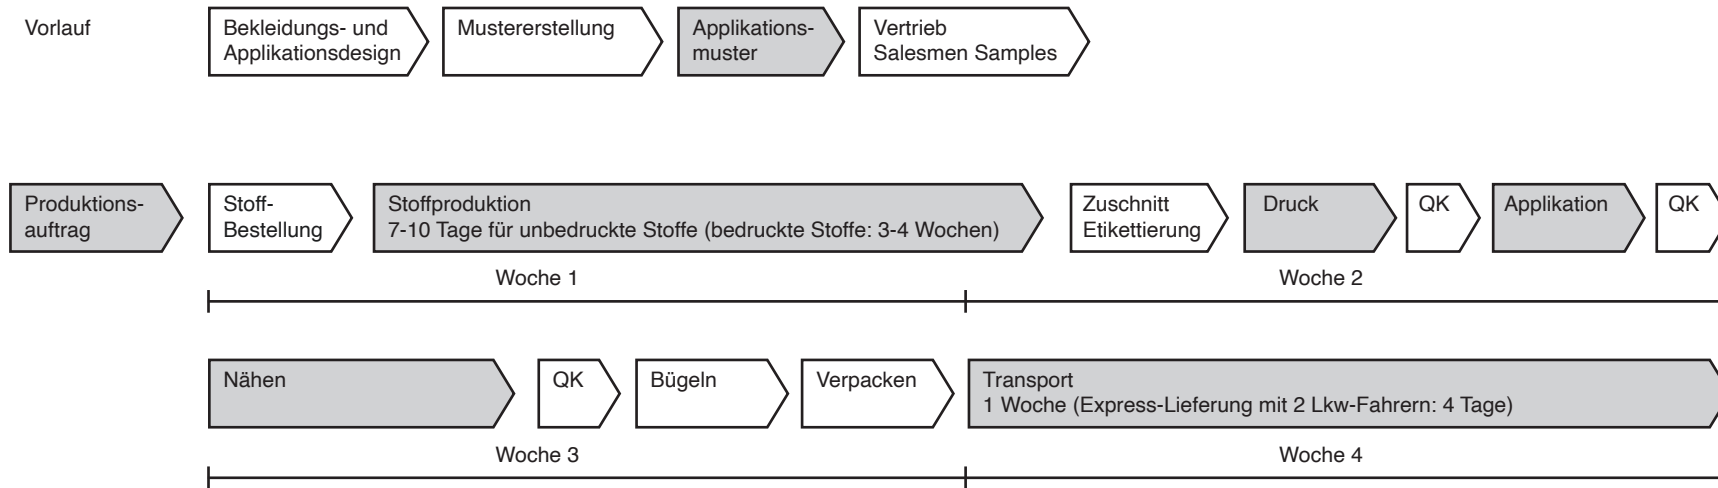 Vorlauf
Bekleidungs- und
Applikationsdesign
Mustererstellung
Applikations-
muster
Vertrieb
Salesmen Samples
Produktions-
auftrag
Stoff-
Bestellung
Stoffproduktion
7-10 Tage für unbedruckte Stoffe (bedruckte Stoffe: 3-4 Wochen)
Zuschnitt
Etikettierung
Druck
QK
Applikation
QK
Woche 1
Woche 2
Nähen
QK
Bügeln
Verpacken
Transport
1 Woche (Express-Lieferung mit 2 Lkw-Fahrern: 4 Tage)
Woche 3
Woche 4